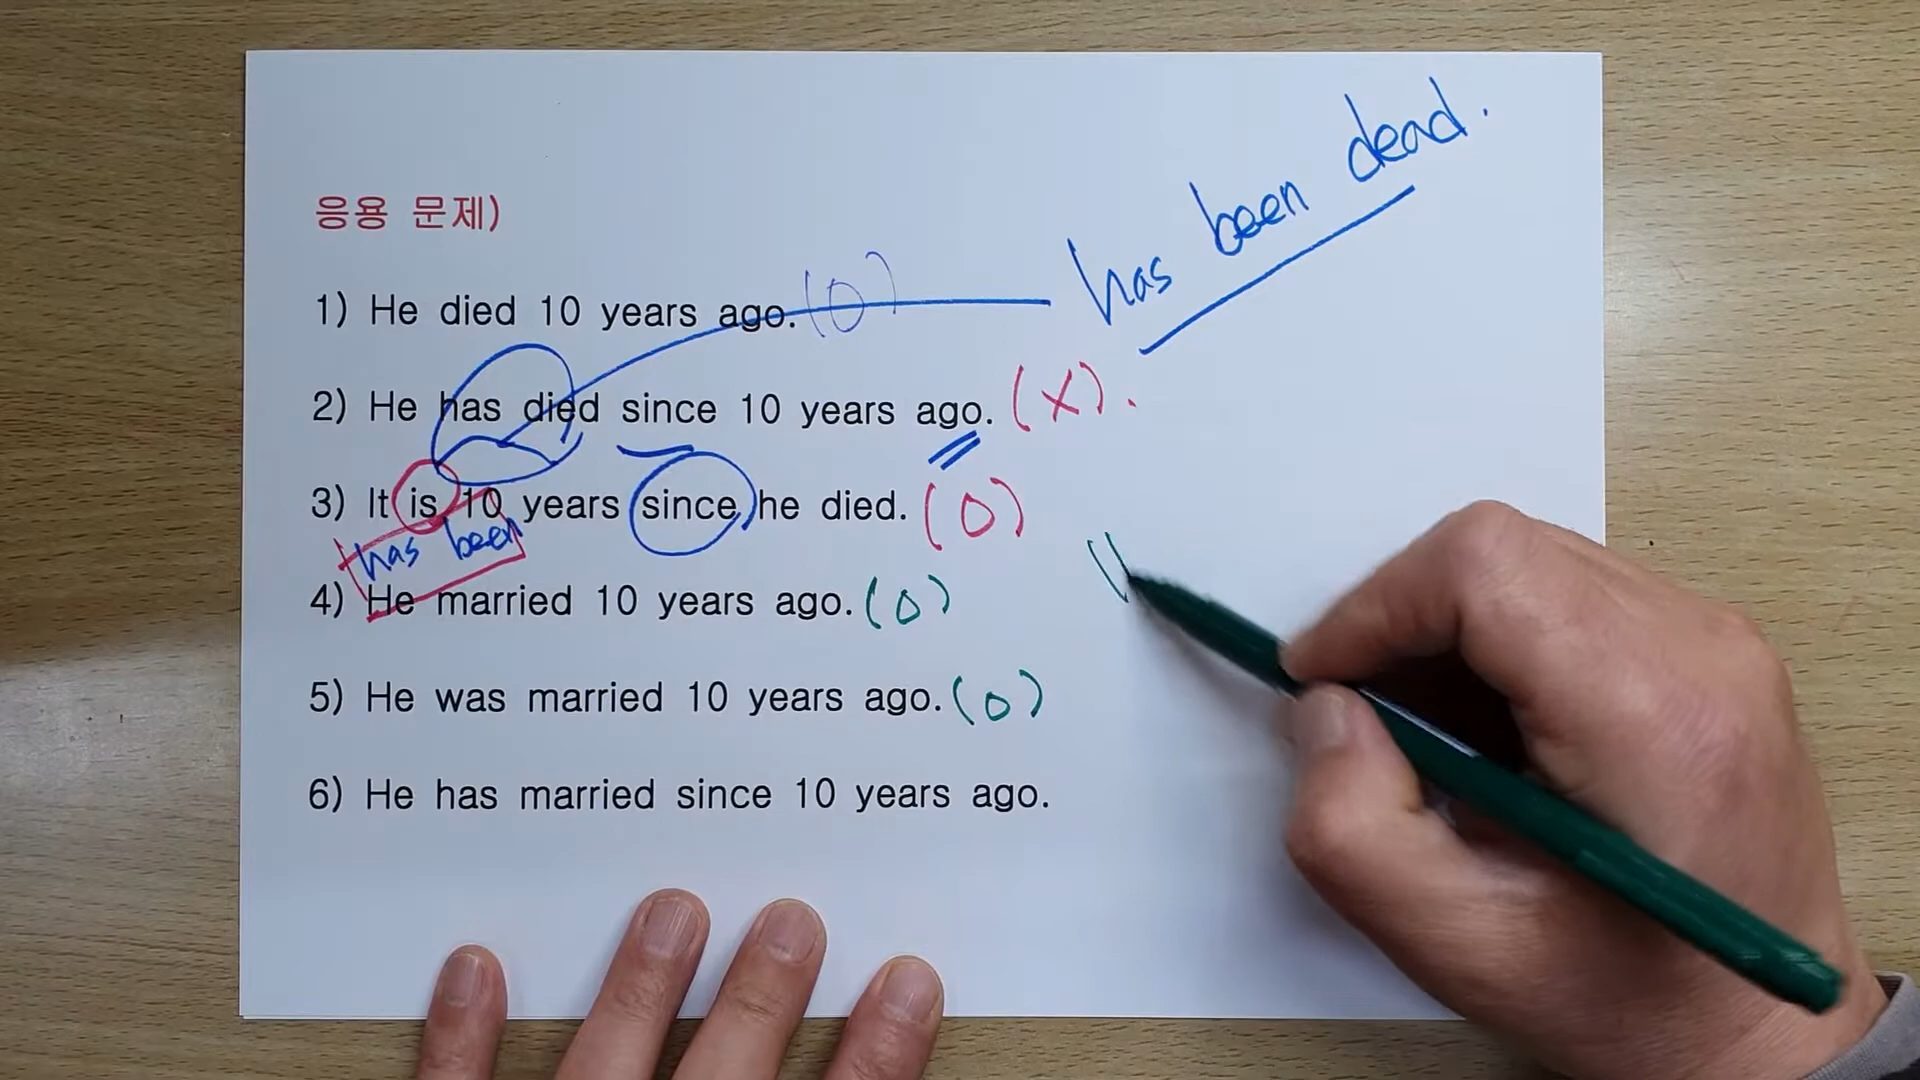 has been dead.
응용 문제)
1) He died 10 years ago. (O)
2) He has died since 10 years ago. (X).
3) It is 10 years since he died. (O)
has been
4) He married 10 years ago. (O)
5) He was married 10 years ago. (O)
6) He has married since 10 years ago.